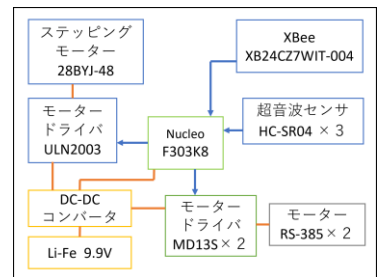 ステッピング
モーター
28BYJ-48
XBee
XB24CZ7WIT-004
モーター
ドライバ
ULN2003
Nucleo
F303K8
超音波センサ
HC-SR04 × 3
DC-DC
コンバータ
モーター
ドライバ
MD13S × 2
モーター
RS-385 × 2
Li-Fe 9.9V